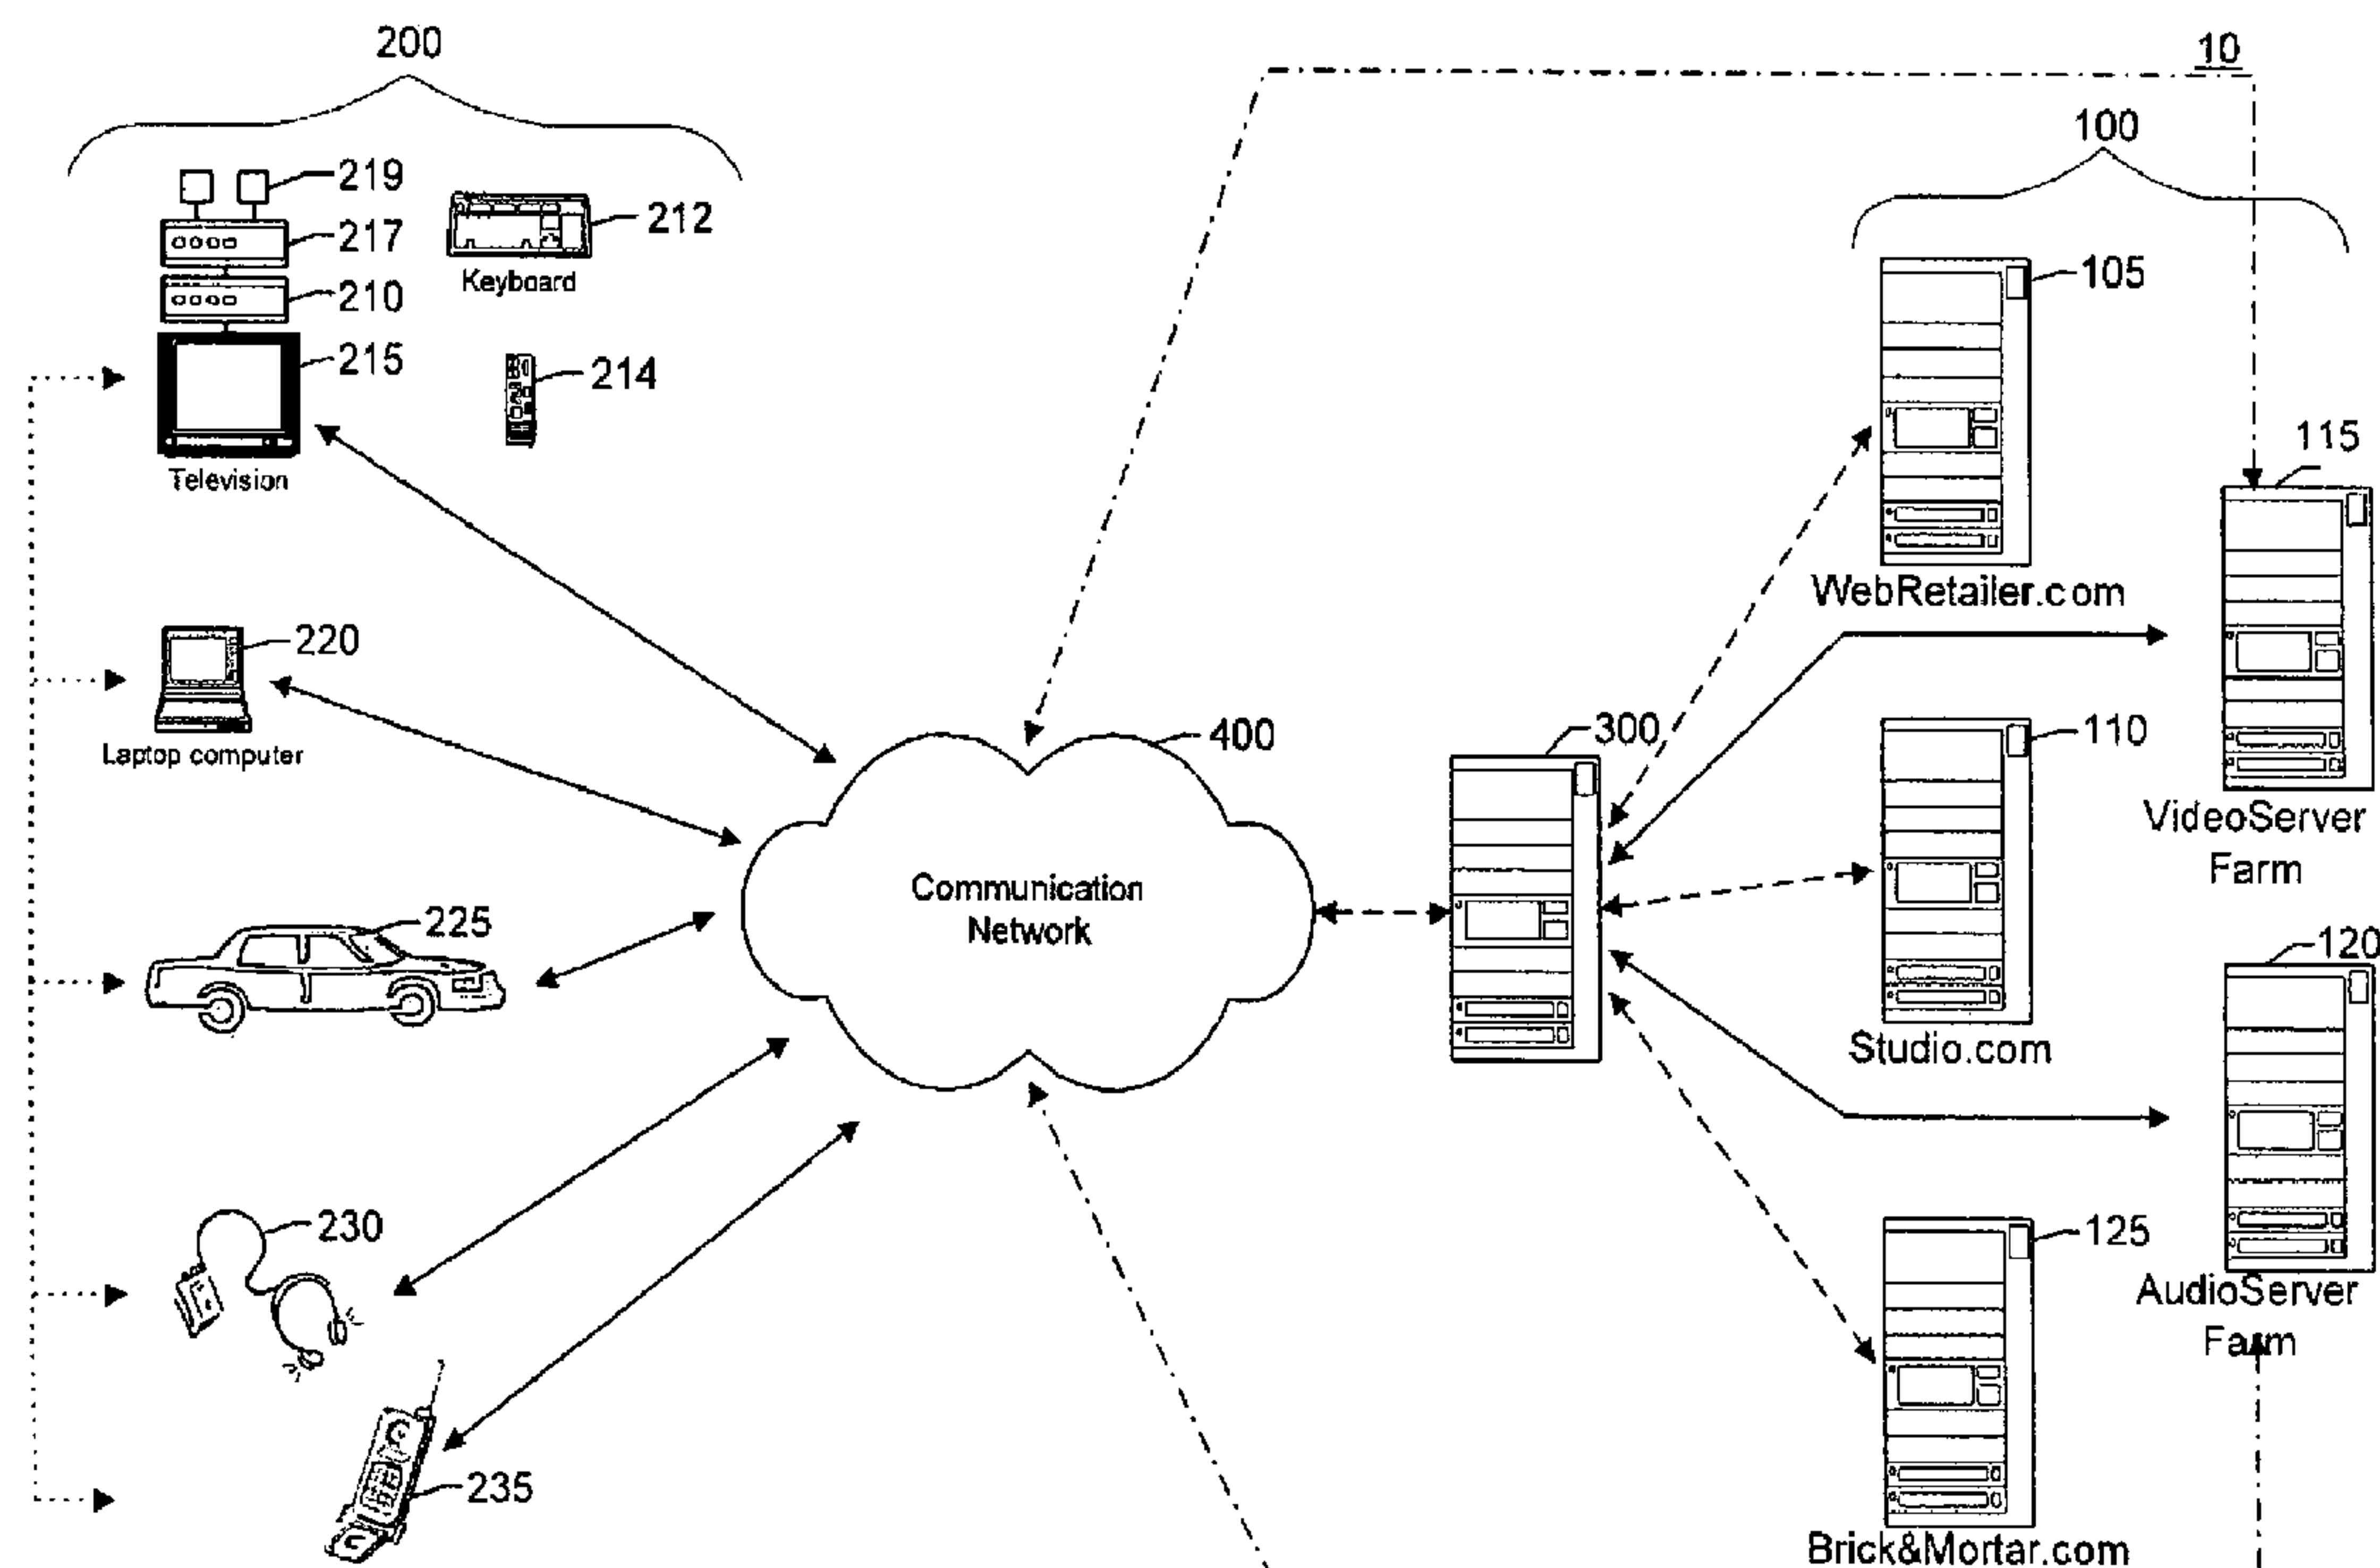 200
10
100
219
217
212
Keyboard
210
215
214
Television
105
115
WebRetailer.com
220
Laptop computer
400
300
110
VideoServer
Farm
Communication
Network
225
120
Studio.com
230
125
AudioServer
Farm
235
Brick&Mortar.com